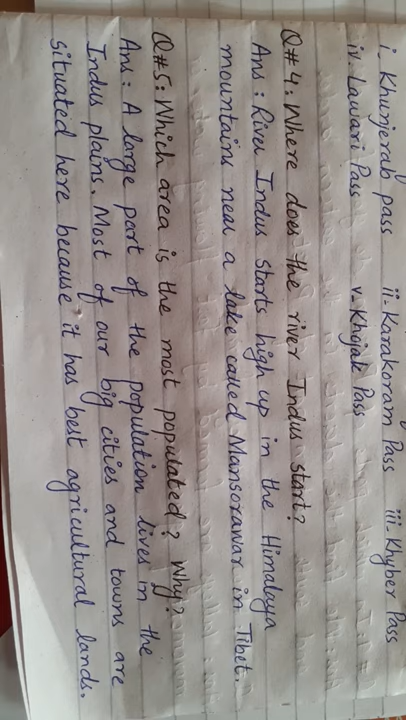 i. Khunjerab pass ii- Karakoram Pass iii- Khyber Pass
iv- Lawari Pass v- Khojak Pass
Q#4: Where does the river Indus start?
Ans: River Indus starts high up in the Himalaya
mountains near a lake called Mansorawar in Tibet.
Q#5: Which area is the most populated? Why?
Ans: A large part of the population lives in the
Indus plains. Most of our big cities and towns are
situated here because it has best agricultural lands.